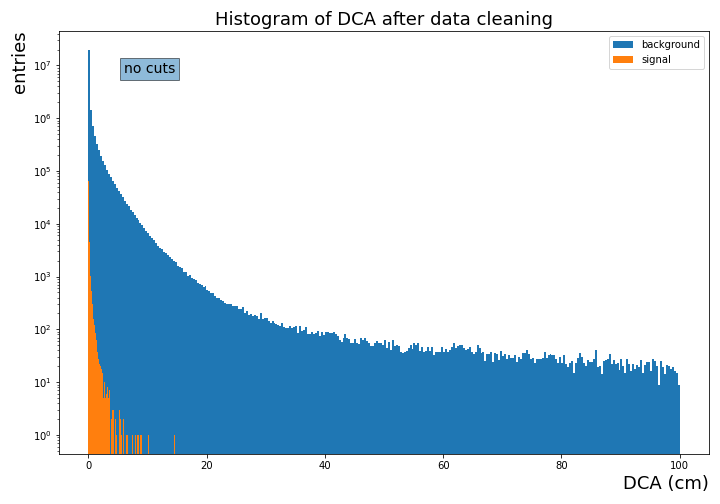 Histogram of DCA after data cleaning
entries
no cuts
background
signal
10⁷
10⁶
10⁵
10⁴
10³
10²
10¹
10⁰
0 20 40 60 80 100
DCA (cm)